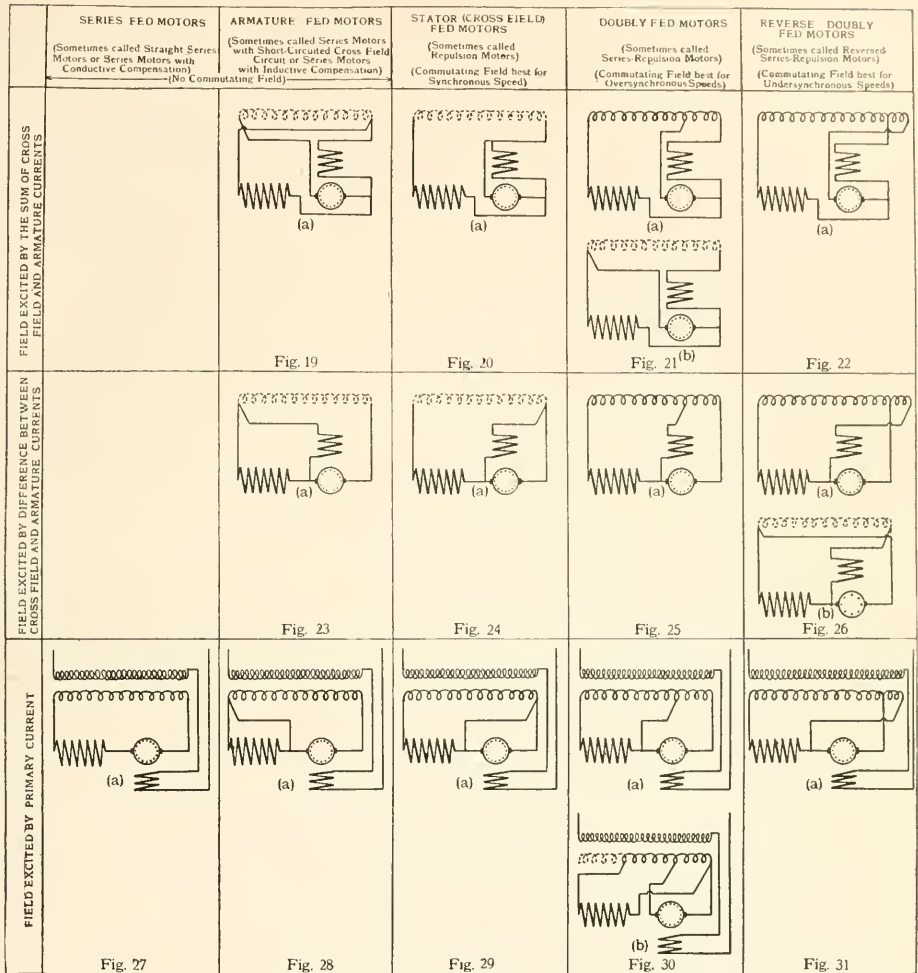 SERIES FED MOTORS
(Sometimes called Straight Series
Motors or Series Motors with
Conductive Compensation)
ARMATURE FED MOTORS
(Sometimes called Series Motors
with Short-Circuited Cross Field
Circuit or Series Motors
with Inductive Compensation)
(No Commutating Field)
STATOR (CROSS FIELD)
FED MOTORS
(Sometimes called
Repulsion Motors)
(Commutating Field best for
Synchronous Speed)
DOUBLY FED MOTORS
(Sometimes called
Series-Repulsion Motors)
(Commutating Field best for
Oversynchronous Speeds)
REVERSE DOUBLY
FED MOTORS
(Sometimes called Reversed
Series-Repulsion Motors)
(Commutating Field best for
Undersynchronous Speeds)
FIELD EXCITED BY THE SUM OF CROSS
FIELD AND ARMATURE CURRENTS
(a)
Fig. 19
(a)
Fig. 20
(a)
(b)
Fig. 21
(a)
Fig. 22
FIELD EXCITED BY DIFFERENCE BETWEEN
CROSS FIELD AND ARMATURE CURRENTS
(a)
Fig. 23
(a)
Fig. 24
(a)
Fig. 25
(a)
(b)
Fig. 26
FIELD EXCITED BY PRIMARY CURRENT
(a)
Fig. 27
(a)
Fig. 28
(a)
Fig. 29
(a)
(b)
Fig. 30
(a)
Fig. 31